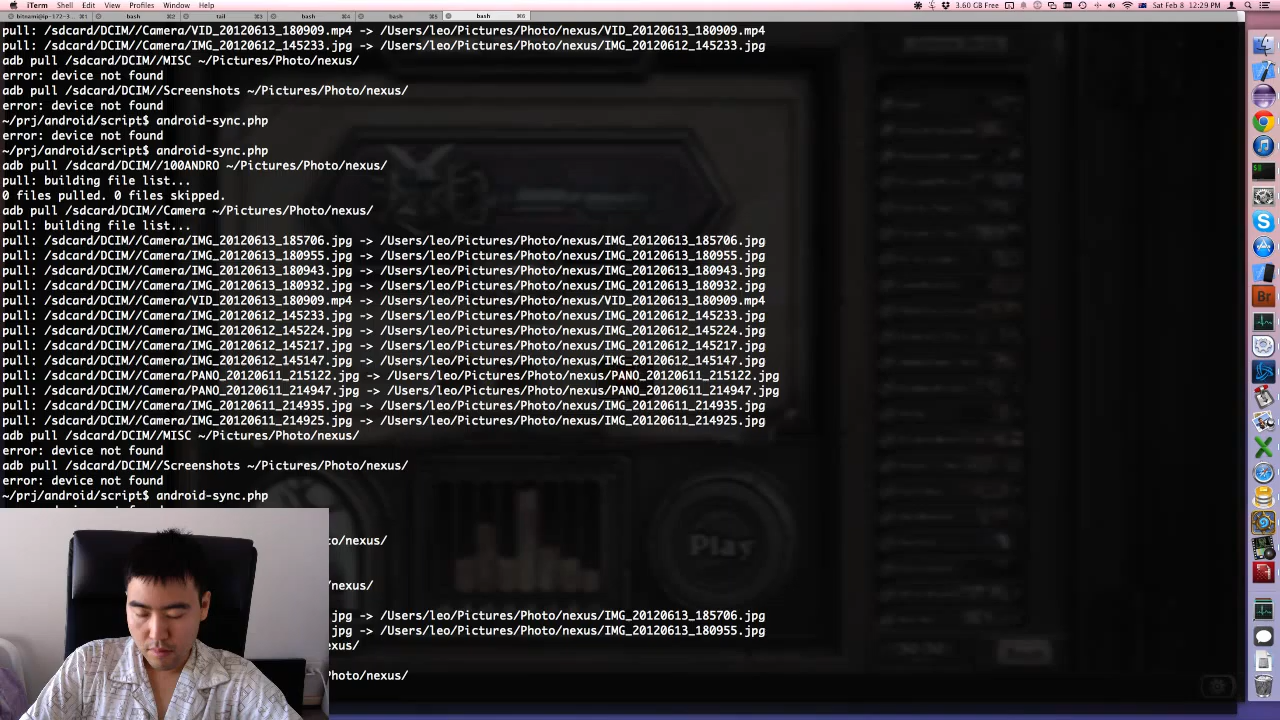 iTerm Shell Edit View Profiles Toolbelt Window Help
3.60 GB Free Sat Feb 8 12:29 PM
bash tail bash bash bash
pull: /sdcard/DCIM//Camera/VID_20120613_180909.mp4 -> /Users/leo/Pictures/Photo/nexus/VID_20120613_180909.mp4
pull: /sdcard/DCIM//Camera/IMG_20120612_145233.jpg -> /Users/leo/Pictures/Photo/nexus/IMG_20120612_145233.jpg
adb pull /sdcard/DCIM//MISC ~/Pictures/Photo/nexus/
error: device not found
adb pull /sdcard/DCIM//Screenshots ~/Pictures/Photo/nexus/
error: device not found
~/prj/android/script$ android-sync.php
error: device not found
~/prj/android/script$ android-sync.php
adb pull /sdcard/DCIM//100ANDRO ~/Pictures/Photo/nexus/
pull: building file list...
0 files pulled. 0 files skipped.
adb pull /sdcard/DCIM//Camera ~/Pictures/Photo/nexus/
pull: building file list...
pull: /sdcard/DCIM//Camera/IMG_20120613_185706.jpg -> /Users/leo/Pictures/Photo/nexus/IMG_20120613_185706.jpg
pull: /sdcard/DCIM//Camera/IMG_20120613_180955.jpg -> /Users/leo/Pictures/Photo/nexus/IMG_20120613_180955.jpg
pull: /sdcard/DCIM//Camera/IMG_20120613_180943.jpg -> /Users/leo/Pictures/Photo/nexus/IMG_20120613_180943.jpg
pull: /sdcard/DCIM//Camera/IMG_20120613_180932.jpg -> /Users/leo/Pictures/Photo/nexus/IMG_20120613_180932.jpg
pull: /sdcard/DCIM//Camera/VID_20120613_180909.mp4 -> /Users/leo/Pictures/Photo/nexus/VID_20120613_180909.mp4
pull: /sdcard/DCIM//Camera/IMG_20120612_145233.jpg -> /Users/leo/Pictures/Photo/nexus/IMG_20120612_145233.jpg
pull: /sdcard/DCIM//Camera/IMG_20120612_145224.jpg -> /Users/leo/Pictures/Photo/nexus/IMG_20120612_145224.jpg
pull: /sdcard/DCIM//Camera/IMG_20120612_145217.jpg -> /Users/leo/Pictures/Photo/nexus/IMG_20120612_145217.jpg
pull: /sdcard/DCIM//Camera/IMG_20120612_145147.jpg -> /Users/leo/Pictures/Photo/nexus/IMG_20120612_145147.jpg
pull: /sdcard/DCIM//Camera/PANO_20120611_215122.jpg -> /Users/leo/Pictures/Photo/nexus/PANO_20120611_215122.jpg
pull: /sdcard/DCIM//Camera/PANO_20120611_214947.jpg -> /Users/leo/Pictures/Photo/nexus/PANO_20120611_214947.jpg
pull: /sdcard/DCIM//Camera/IMG_20120611_214935.jpg -> /Users/leo/Pictures/Photo/nexus/IMG_20120611_214935.jpg
pull: /sdcard/DCIM//Camera/IMG_20120611_214925.jpg -> /Users/leo/Pictures/Photo/nexus/IMG_20120611_214925.jpg
adb pull /sdcard/DCIM//MISC ~/Pictures/Photo/nexus/
error: device not found
adb pull /sdcard/DCIM//Screenshots ~/Pictures/Photo/nexus/
error: device not found
~/prj/android/script$ android-sync.php
/nexus/
/nexus/
jpg -> /Users/leo/Pictures/Photo/nexus/IMG_20120613_185706.jpg
jpg -> /Users/leo/Pictures/Photo/nexus/IMG_20120613_180955.jpg
/nexus/
Photo/nexus/
Play